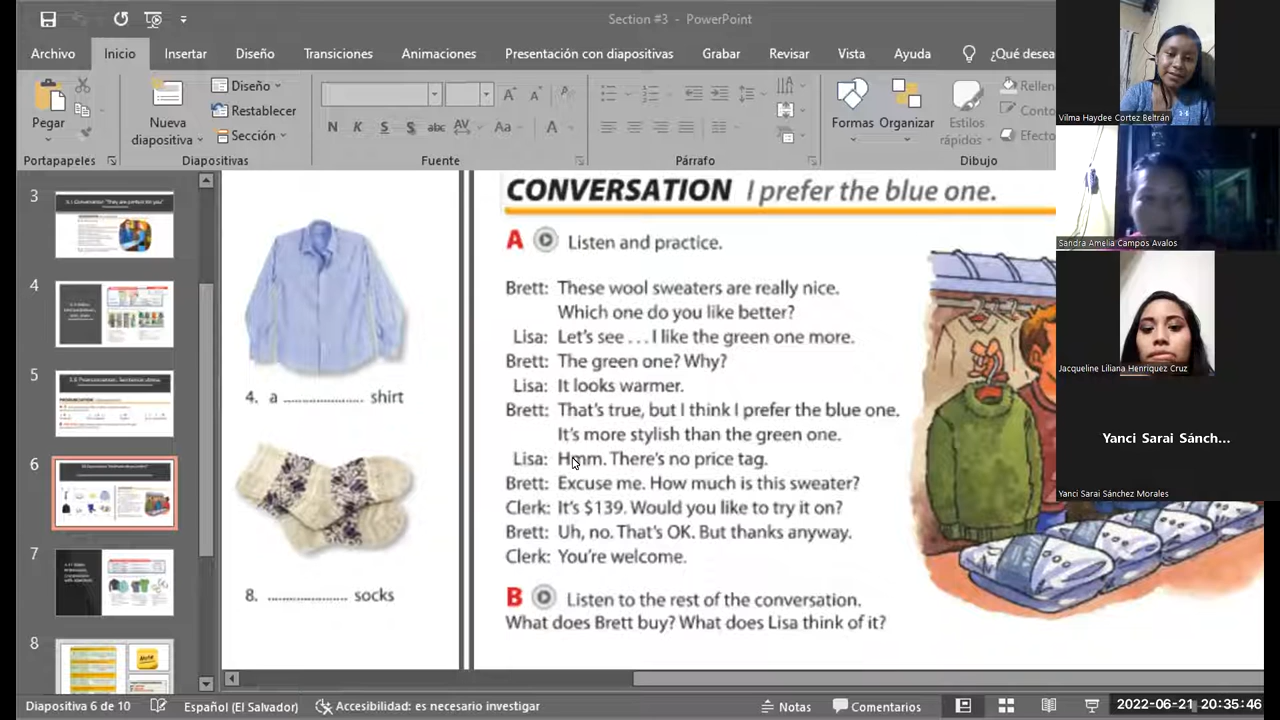 Section #3 - PowerPoint
Archivo Inicio Insertar Diseño Transiciones Animaciones Presentación con diapositivas Grabar Revisar Vista Ayuda ¿Qué desea
Pegar
Nueva diapositiva
Diseño
Restablecer
Sección
N K S S abc AV Aa A
Formas Organizar Estilos rápidos
Portapapeles Diapositivas Fuente Párrafo Dibujo
3
4
5
6
7
8
4. a ................... shirt
8. ................... socks
CONVERSATION I prefer the blue one.
A Listen and practice.
Brett: These wool sweaters are really nice.
Which one do you like better?
Lisa: Let's see . . . I like the green one more.
Brett: The green one? Why?
Lisa: It looks warmer.
Brett: That's true, but I think I prefer the blue one.
It's more stylish than the green one.
Lisa: Hmm. There's no price tag.
Brett: Excuse me. How much is this sweater?
Clerk: It's $139. Would you like to try it on?
Brett: Uh, no. That's OK. But thanks anyway.
Clerk: You're welcome.
B Listen to the rest of the conversation.
What does Brett buy? What does Lisa think of it?
Vilma Haydee Cortez Beltrán
Sandra Amelia Campos Avalos
Jacqueline Liliana Henriquez Cruz
Yanci Sarai Sánch...
Yanci Sarai Sánchez Morales
Diapositiva 6 de 10 Español (El Salvador) Accesibilidad: es necesario investigar Notas Comentarios
2022-06-21 20:35:46